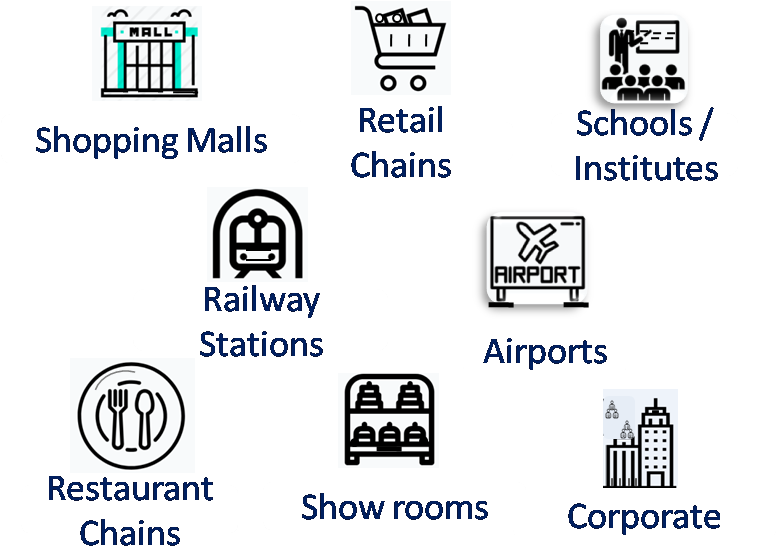 MALL
Shopping Malls
Retail
Chains
Schools /
Institutes
Railway
Stations
AIRPORT
Airports
Restaurant
Chains
Show rooms
Corporate